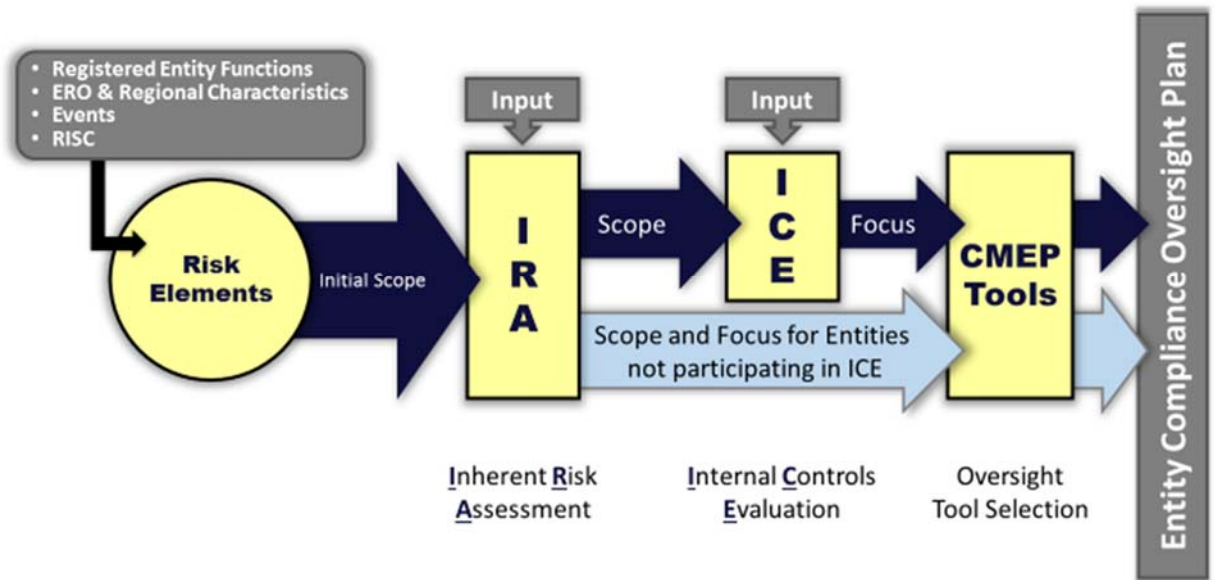 • Registered Entity Functions
• ERO & Regional Characteristics
• Events
• RISC
Risk
Elements
Initial Scope
Input
I
R
A
Scope
Input
I
C
E
Focus
Scope and Focus for Entities
not participating in ICE
CMEP
Tools
Entity Compliance Oversight Plan
Inherent Risk
Assessment
Internal Controls
Evaluation
Oversight
Tool Selection